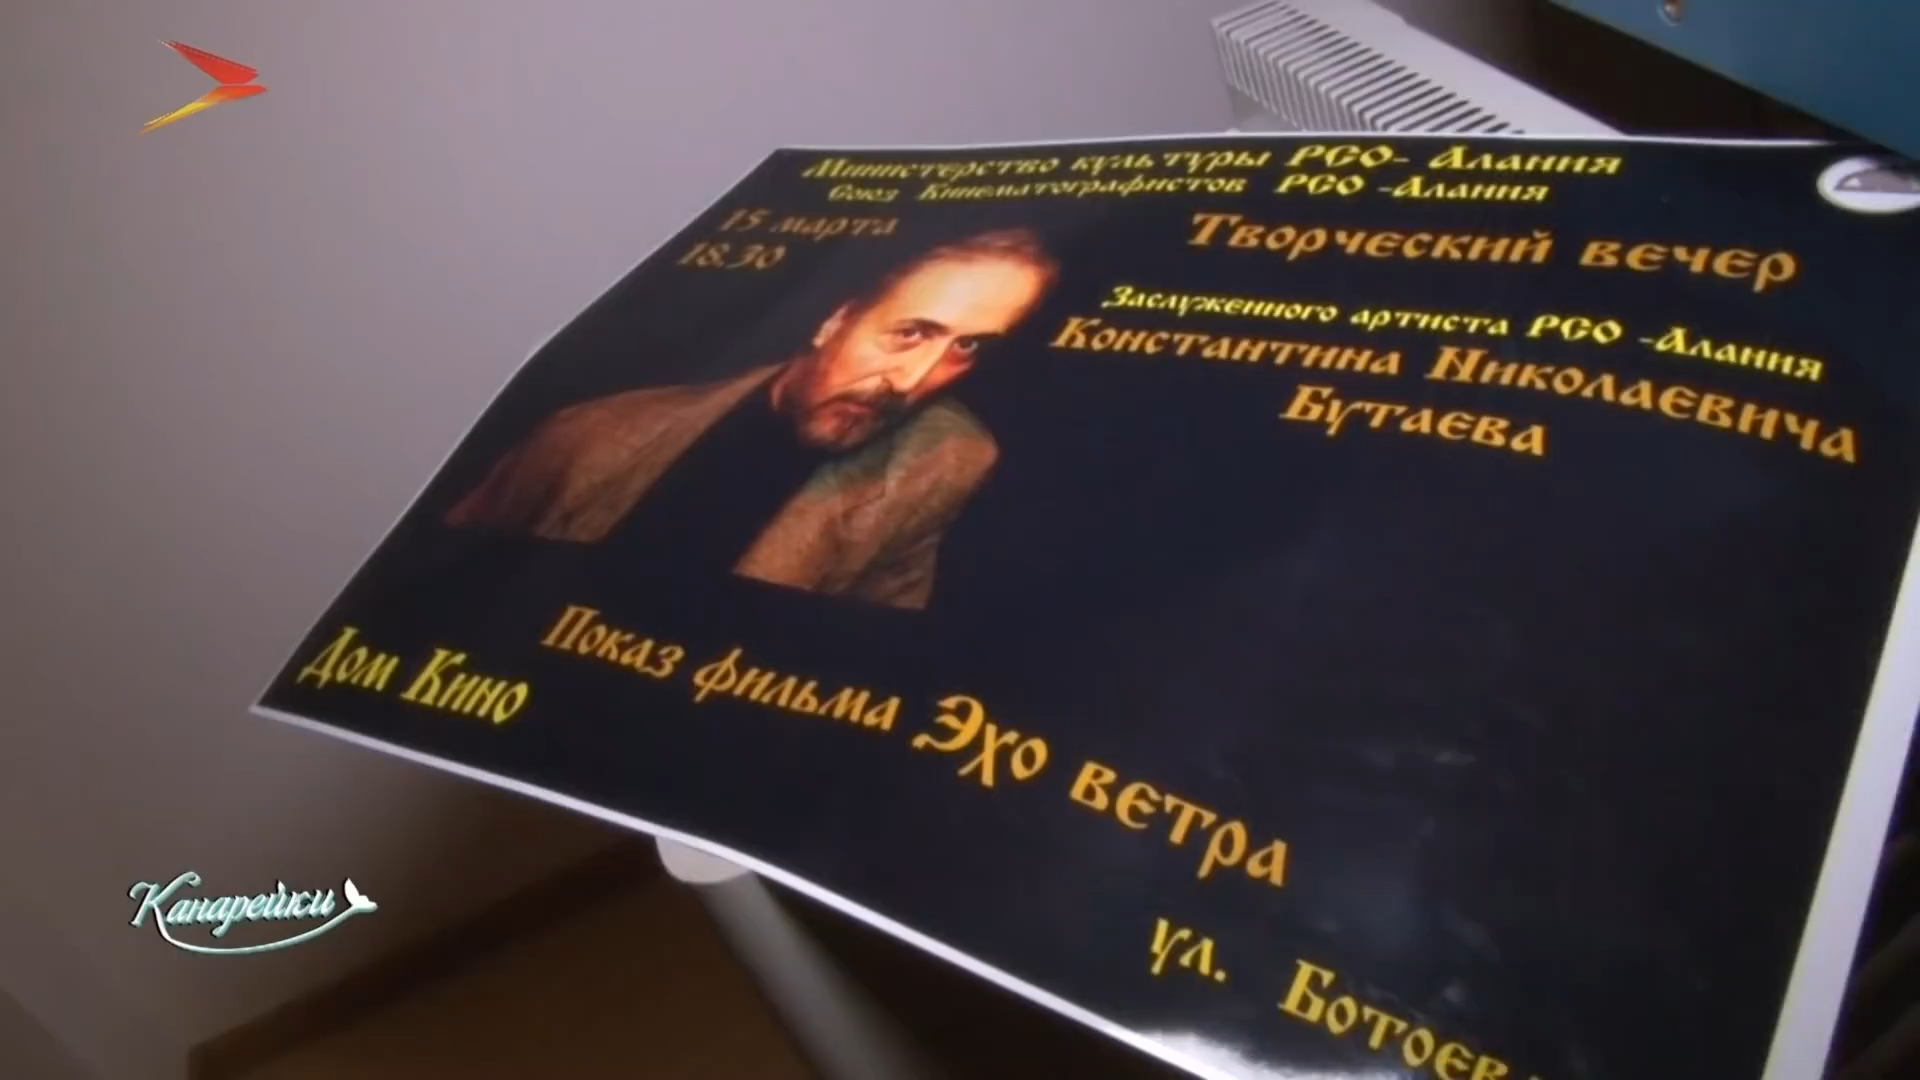 Министерство культуры РСО- Алания
Союз Кинематографистов РСО -Алания
15 марта
18.30
Творческий вечер
Заслуженного артиста РСО -Алания
Константина Николаевича
Бутаева
Показ фильма Эхо ветра
Дом Кино
ул. Ботоев
Канарейки